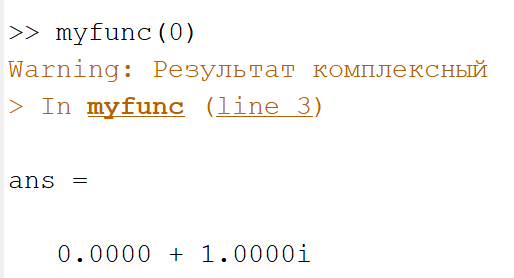 >> myfunc(0)
Warning: Результат комплексный
> In myfunc (line 3)
ans =
0.0000 + 1.0000i